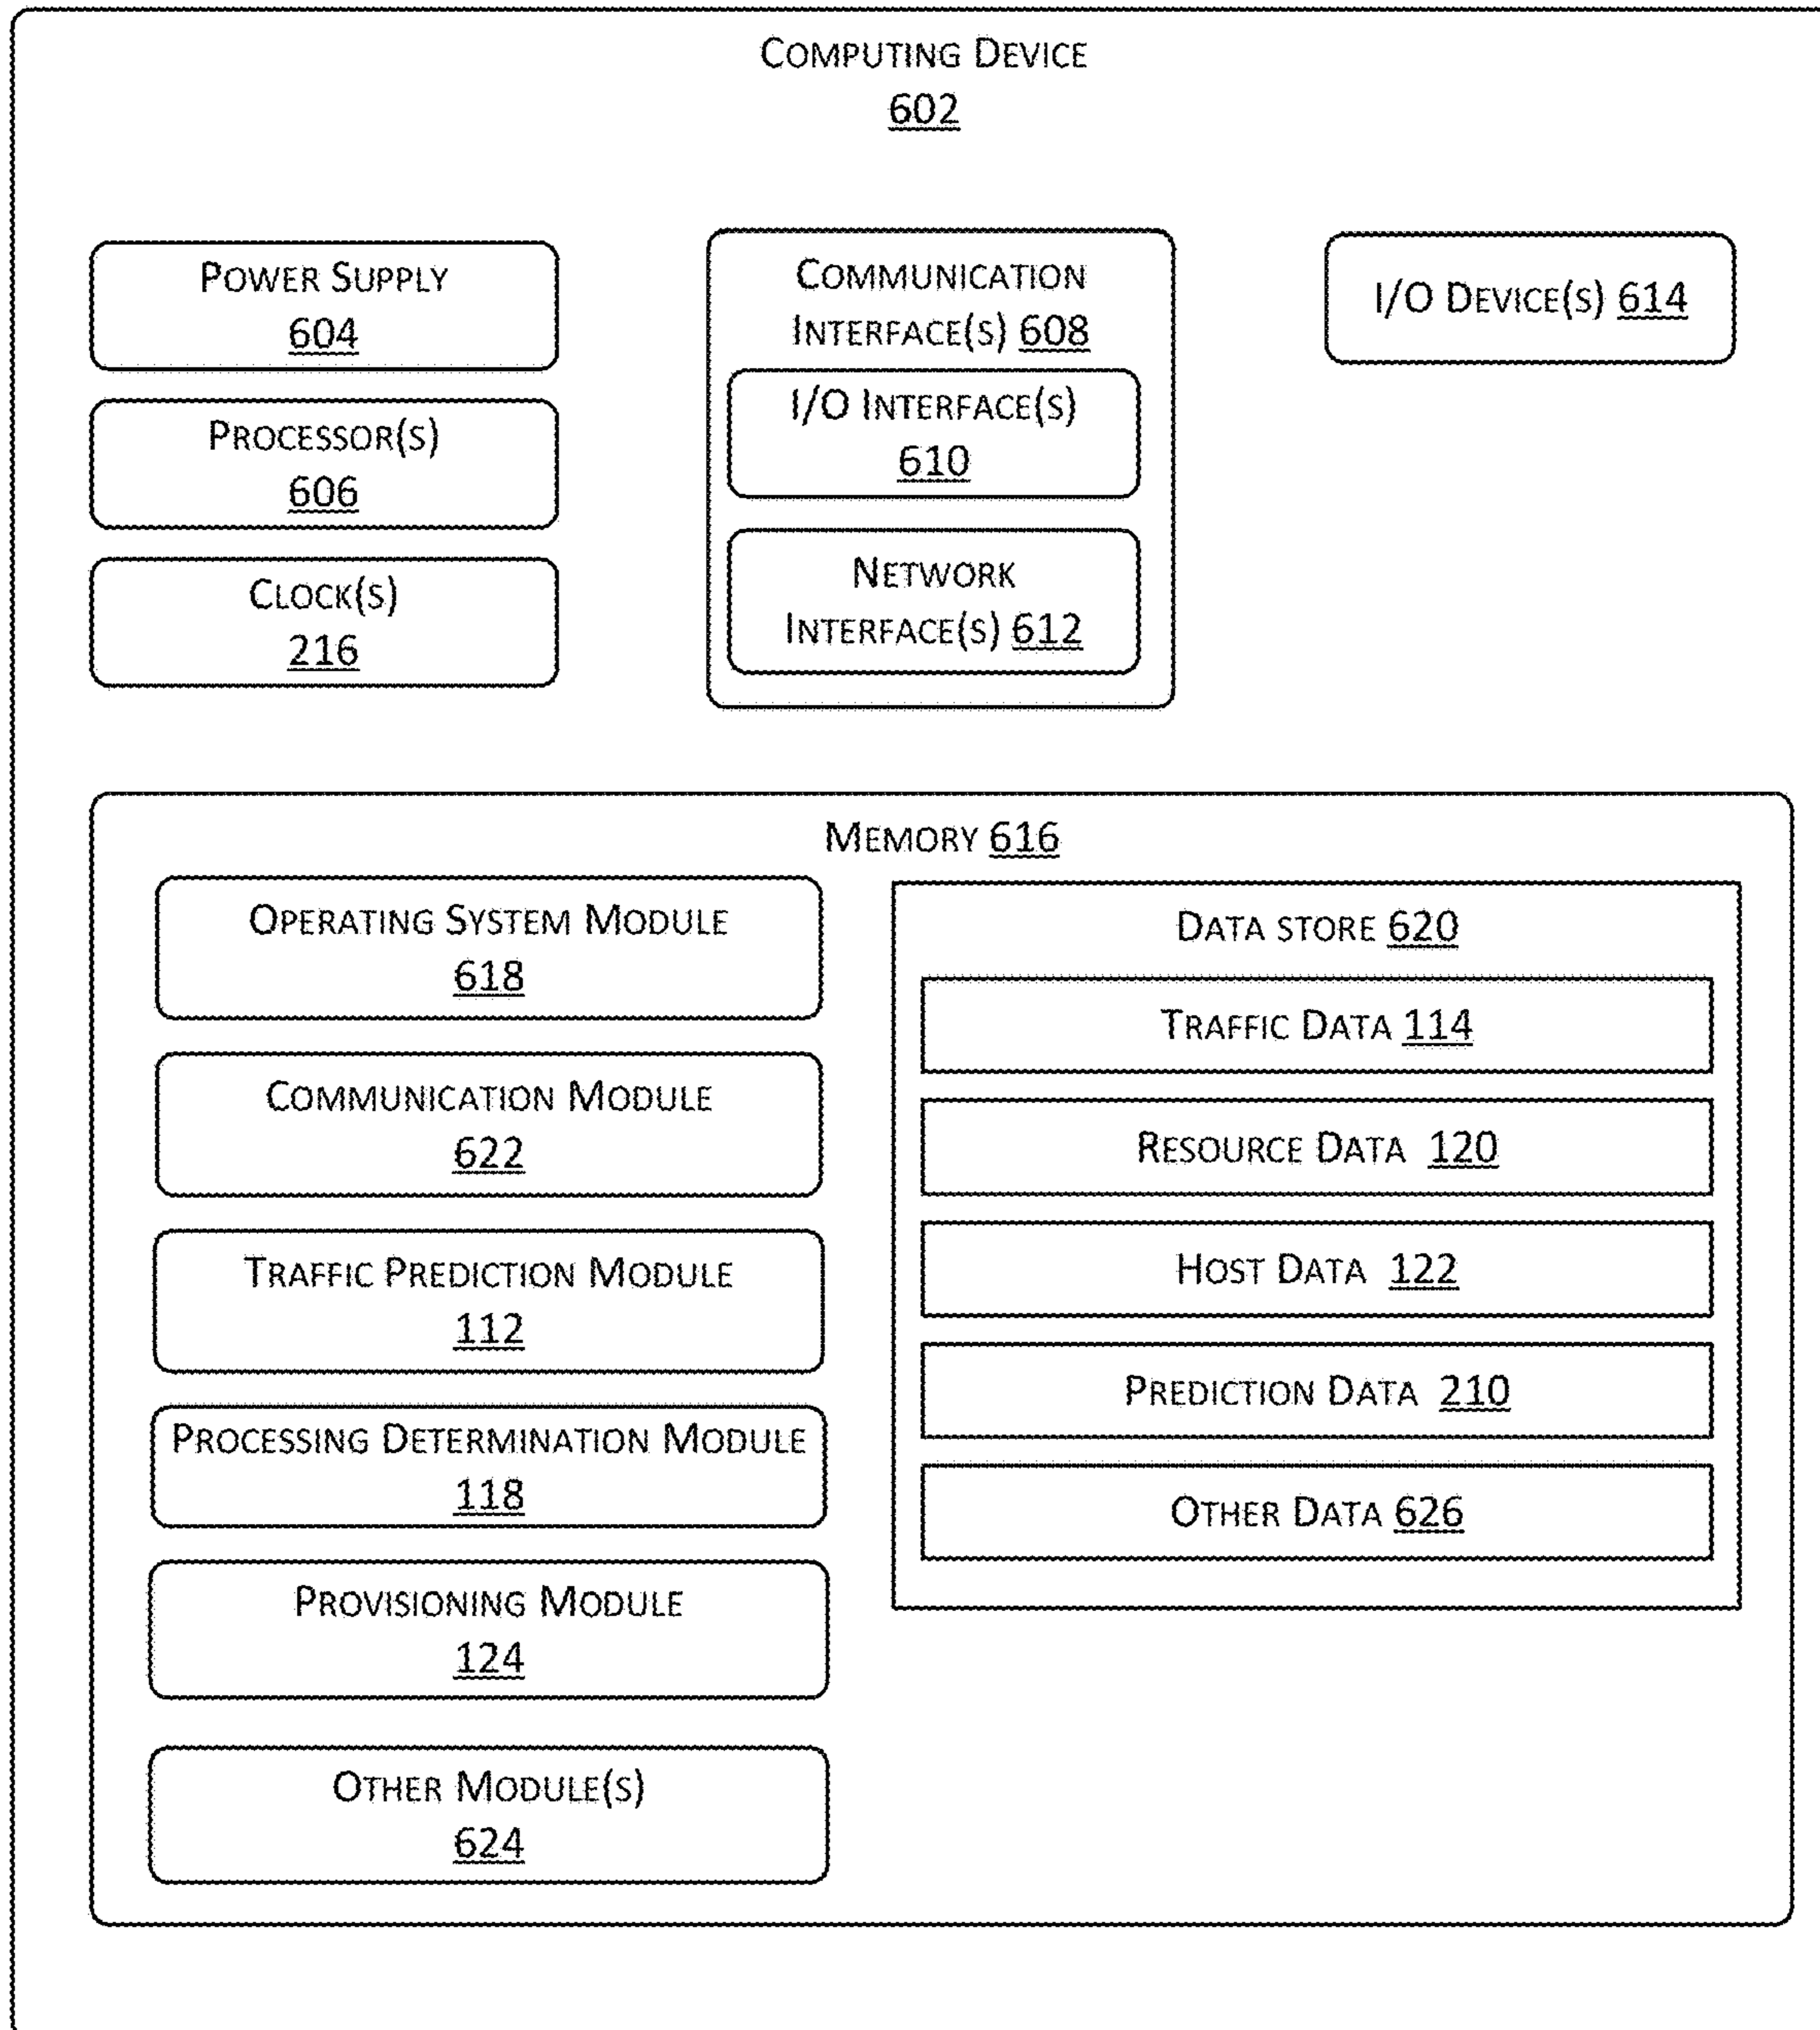 COMPUTING DEVICE
602
POWER SUPPLY
604
PROCESSOR(S)
606
CLOCK(S)
216
COMMUNICATION
INTERFACE(S) 608
I/O INTERFACE(S)
610
NETWORK
INTERFACE(S) 612
I/O DEVICE(S) 614
MEMORY 616
OPERATING SYSTEM MODULE
618
COMMUNICATION MODULE
622
TRAFFIC PREDICTION MODULE
112
PROCESSING DETERMINATION MODULE
118
PROVISIONING MODULE
124
OTHER MODULE(S)
624
DATA STORE 620
TRAFFIC DATA 114
RESOURCE DATA 120
HOST DATA 122
PREDICTION DATA 210
OTHER DATA 626